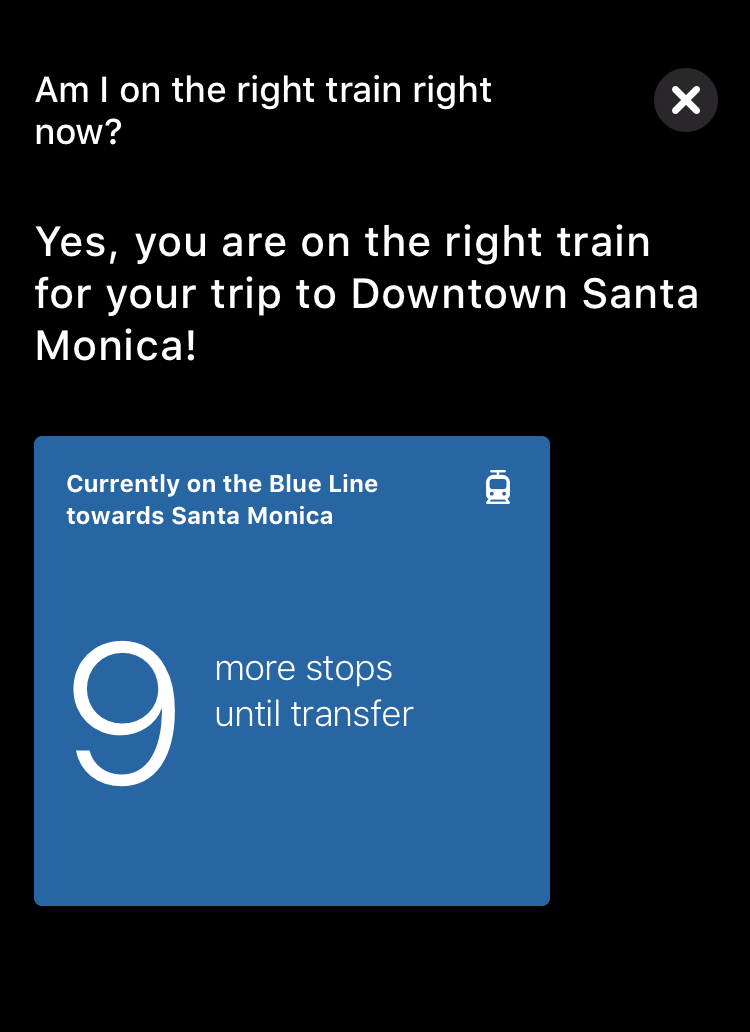 Am I on the right train right
now?
Yes, you are on the right train
for your trip to Downtown Santa
Monica!
Currently on the Blue Line
towards Santa Monica
9
more stops
until transfer